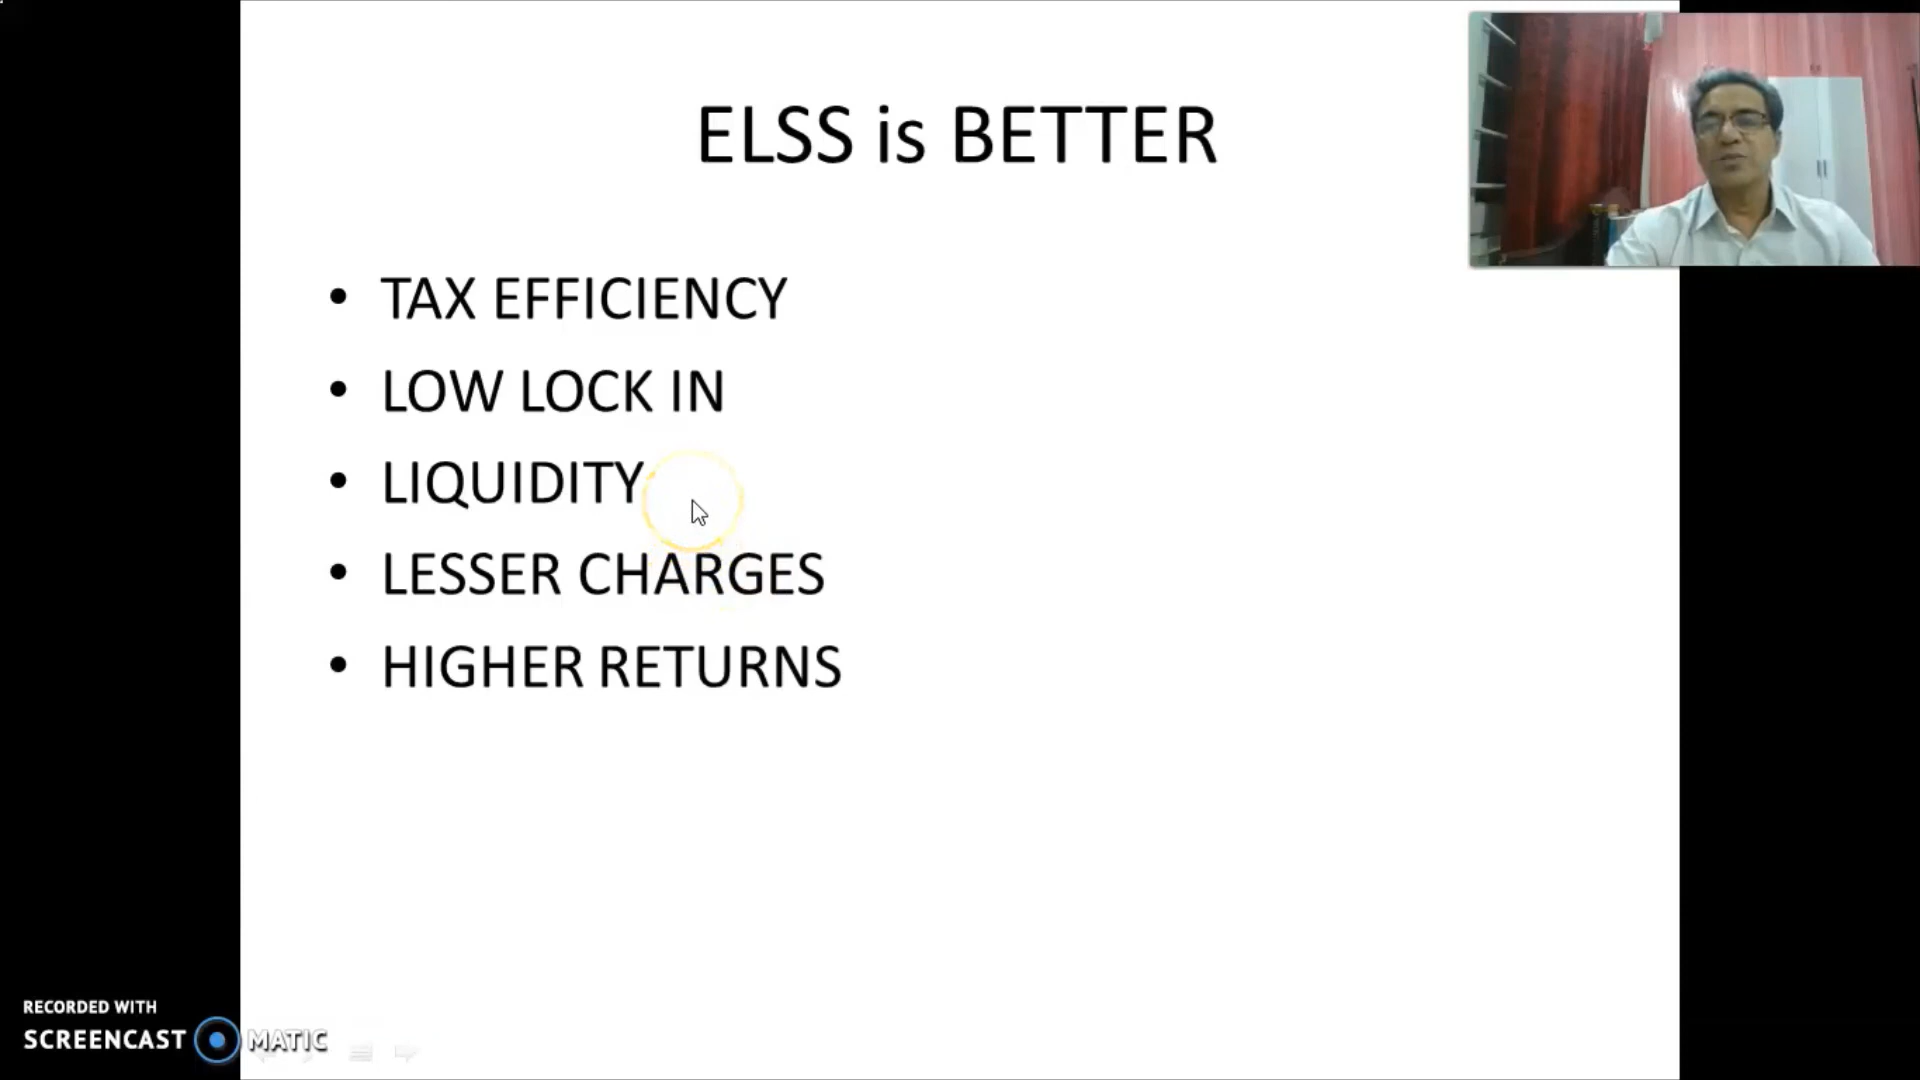 ELSS is BETTER
• TAX EFFICIENCY
• LOW LOCK IN
• LIQUIDITY
• LESSER CHARGES
• HIGHER RETURNS
RECORDED WITH
SCREENCAST MATIC